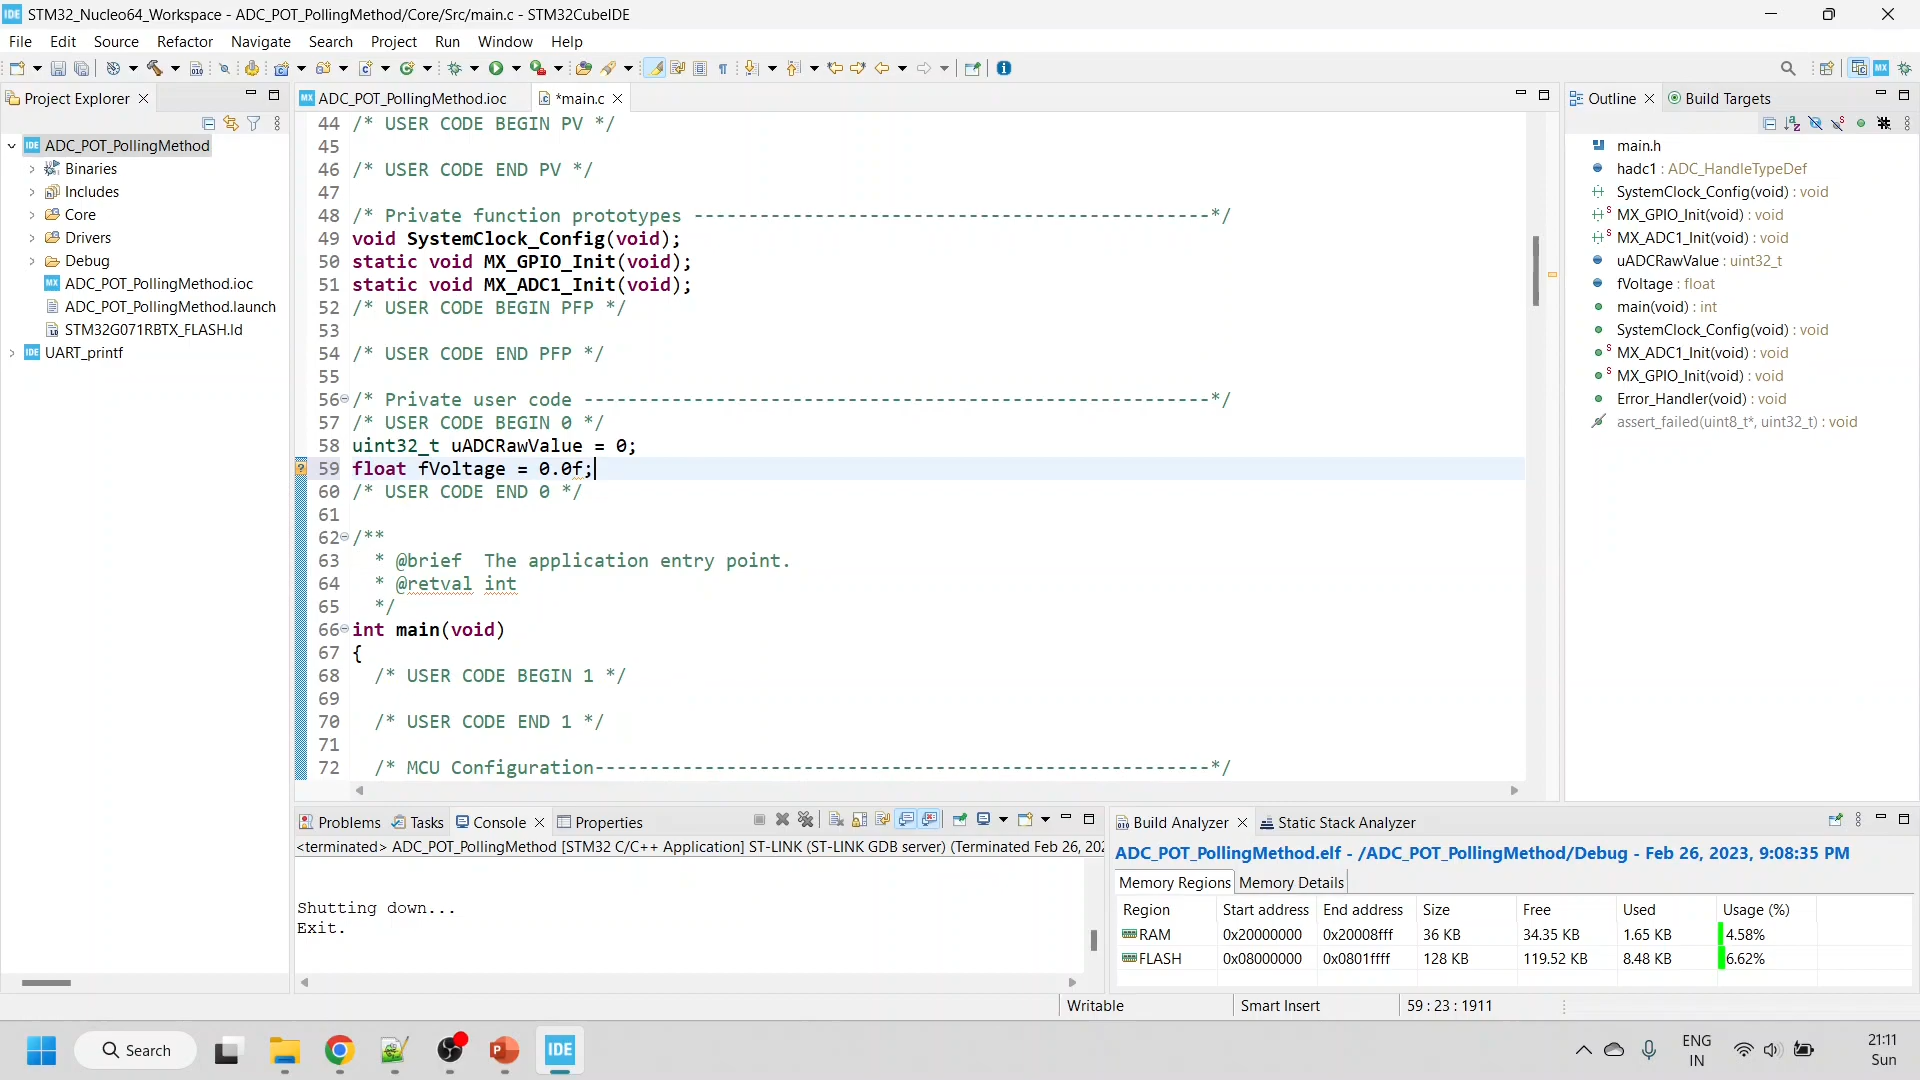 STM32_Nucleo64_Workspace - ADC_POT_PollingMethod/Core/Src/main.c - STM32CubeIDE
File Edit Source Refactor Navigate Search Project Run Window Help
Project Explorer
ADC_POT_PollingMethod
Binaries
Includes
Core
Drivers
Debug
ADC_POT_PollingMethod.ioc
ADC_POT_PollingMethod.launch
STM32G071RBTX_FLASH.ld
UART_printf
ADC_POT_PollingMethod.ioc *main.c
44 /* USER CODE BEGIN PV */
45
46 /* USER CODE END PV */
47
48 /* Private function prototypes -----------------------------------------------*/
49 void SystemClock_Config(void);
50 static void MX_GPIO_Init(void);
51 static void MX_ADC1_Init(void);
52 /* USER CODE BEGIN PFP */
53
54 /* USER CODE END PFP */
55
56 /* Private user code ---------------------------------------------------------*/
57 /* USER CODE BEGIN 0 */
58 uint32_t uADCRawValue = 0;
59 float fVoltage = 0.0f;
60 /* USER CODE END 0 */
61
62 /**
63 * @brief The application entry point.
64 * @retval int
65 */
66 int main(void)
67 {
68 /* USER CODE BEGIN 1 */
69
70 /* USER CODE END 1 */
71
72 /* MCU Configuration--------------------------------------------------------*/
Outline Build Targets
main.h
hadc1 : ADC_HandleTypeDef
SystemClock_Config(void) : void
MX_GPIO_Init(void) : void
MX_ADC1_Init(void) : void
uADCRawValue : uint32_t
fVoltage : float
main(void) : int
SystemClock_Config(void) : void
MX_ADC1_Init(void) : void
MX_GPIO_Init(void) : void
Error_Handler(void) : void
assert_failed(uint8_t*, uint32_t) : void
Problems Tasks Console Properties
<terminated> ADC_POT_PollingMethod [STM32 C/C++ Application] ST-LINK (ST-LINK GDB server) (Terminated Feb 26, 202
Shutting down...
Exit.
Build Analyzer Static Stack Analyzer
ADC_POT_PollingMethod.elf - /ADC_POT_PollingMethod/Debug - Feb 26, 2023, 9:08:35 PM
Memory Regions Memory Details
Region Start address End address Size Free Used Usage (%)
RAM 0x20000000 0x20008fff 36 KB 34.35 KB 1.65 KB 4.58%
FLASH 0x08000000 0x0801ffff 128 KB 119.52 KB 8.48 KB 6.62%
Writable Smart Insert 59 : 23 : 1911
Search
IDE
ENG
IN
21:11
Sun